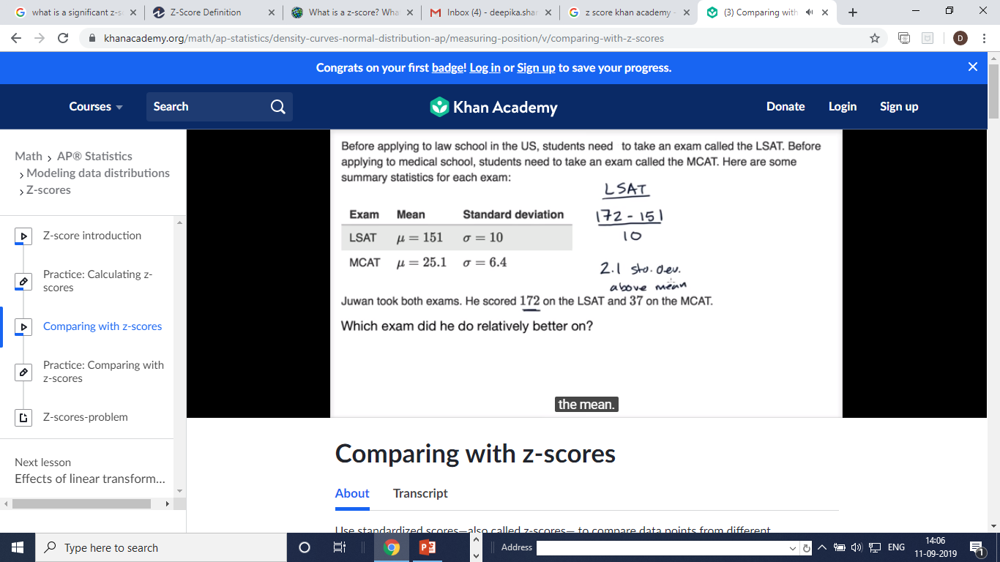 what is a significant z-s
Z-Score Definition
What is a z-score? Wha
Inbox (4) - deepika.shar
z score khan academy -
(3) Comparing with
khanacademy.org/math/ap-statistics/density-curves-normal-distribution-ap/measuring-position/v/comparing-with-z-scores
D
Congrats on your first badge! Log in or Sign up to save your progress.
Courses
Search
Khan Academy
Donate
Login
Sign up
Math › AP® Statistics
› Modeling data distributions
› Z-scores
Z-score introduction
Practice: Calculating z-
scores
Comparing with z-scores
Practice: Comparing with
z-scores
Z-scores-problem
Next lesson
Effects of linear transform...
Before applying to law school in the US, students need to take an exam called the LSAT. Before
applying to medical school, students need to take an exam called the MCAT. Here are some
summary statistics for each exam:
Exam Mean Standard deviation
LSAT μ = 151 σ = 10
MCAT μ = 25.1 σ = 6.4
LSAT
172 - 151
10
2.1 std. dev.
above mean
Juwan took both exams. He scored 172 on the LSAT and 37 on the MCAT.
Which exam did he do relatively better on?
the mean.
Comparing with z-scores
About
Transcript
Use standardized scores—also called z-scores— to compare data points from different
Type here to search
Address
ENG
14:06
11-09-2019
1